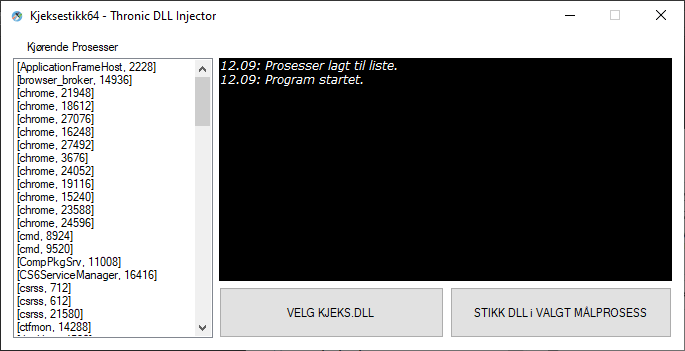 Kjeksestikk64 - Thronic DLL Injector
Kjørende Prosesser
[ApplicationFrameHost, 2228]
[browser_broker, 14936]
[chrome, 21948]
[chrome, 18612]
[chrome, 27076]
[chrome, 16248]
[chrome, 27492]
[chrome, 3676]
[chrome, 24052]
[chrome, 19116]
[chrome, 15240]
[chrome, 23588]
[chrome, 24596]
[cmd, 8924]
[cmd, 9520]
[CompPkgSrv, 11008]
[CS6ServiceManager, 16416]
[csrss, 712]
[csrss, 612]
[csrss, 21580]
[ctfmon, 14288]
12.09: Prosesser lagt til liste.
12.09: Program startet.
VELG KJEKS.DLL
STIKK DLL i VALGT MÅLPROSESS